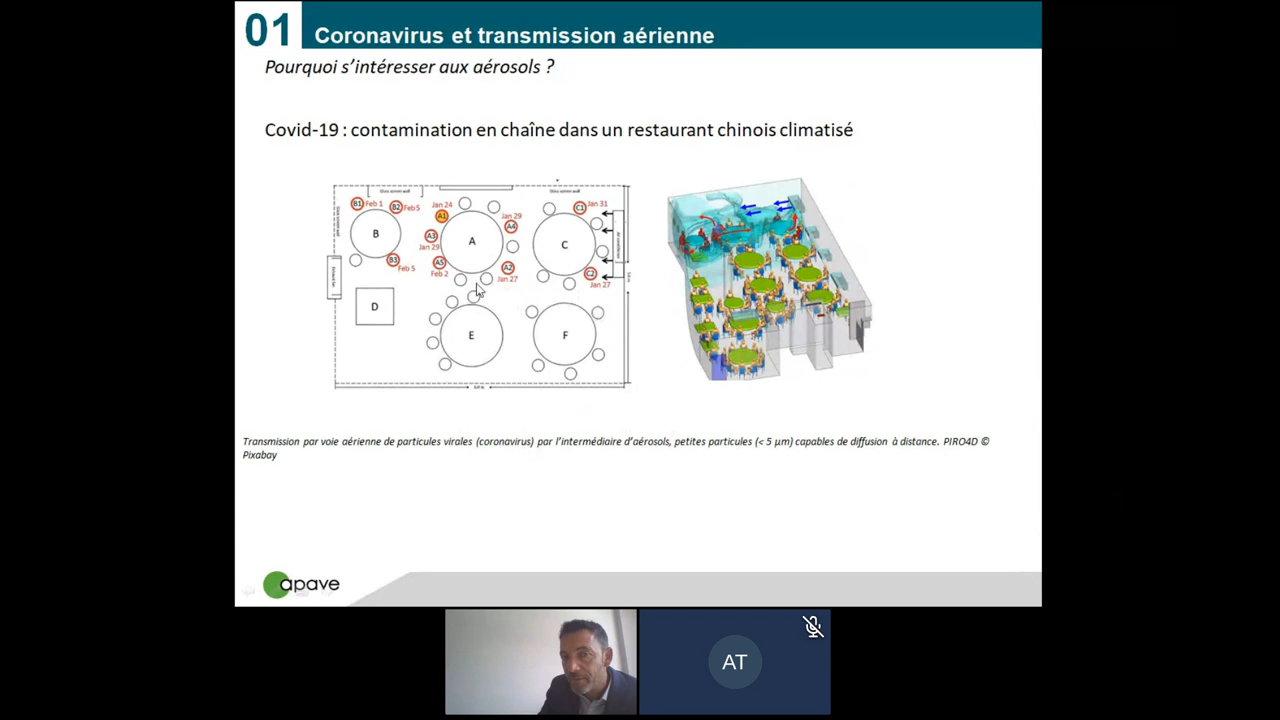 01
Coronavirus et transmission aérienne
Pourquoi s’intéresser aux aérosols ?
Covid-19 : contamination en chaîne dans un restaurant chinois climatisé
B1 Feb 1
B2 Feb 5
Jan 24
A1
C1 Jan 31
Jan 29
A4
B
A3
A
C
Jan 29
B3
Feb 5
A5
Feb 2
A2
Jan 27
C2
Jan 27
D
E
F
Transmission par voie aérienne de particules virales (coronavirus) par l’intermédiaire d’aérosols, petites particules (< 5 μm) capables de diffusion à distance. PIRO4D ©
Pixabay
apave
AT